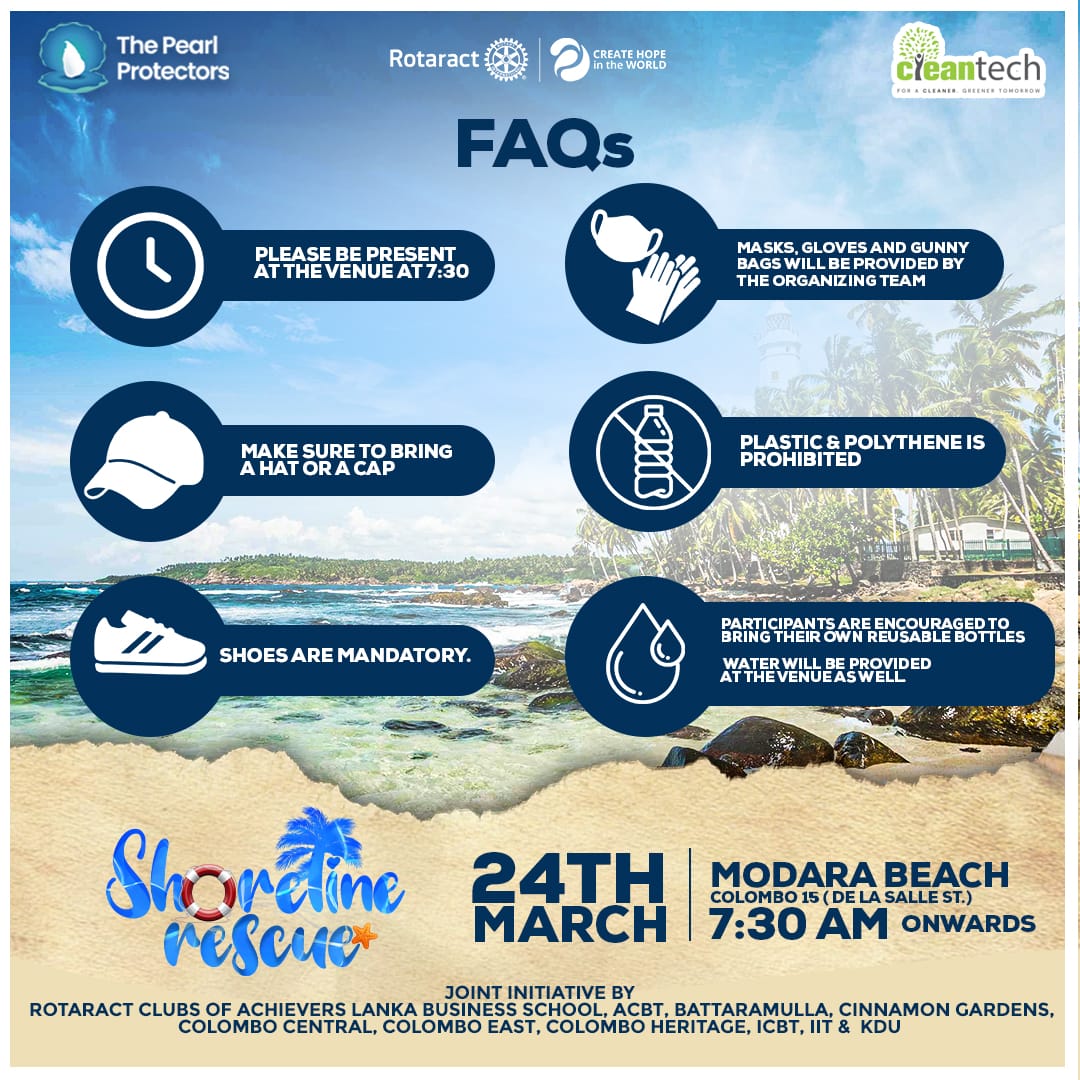 The Pearl
Protectors
Rotaract
CREATE HOPE
in the WORLD
cleantech
FOR A CLEANER. GREENER TOMORROW
FAQs
PLEASE BE PRESENT
AT THE VENUE AT 7:30
MASKS, GLOVES AND GUNNY
BAGS WILL BE PROVIDED BY
THE ORGANIZING TEAM
MAKE SURE TO BRING
A HAT OR A CAP
PLASTIC & POLYTHENE IS
PROHIBITED
SHOES ARE MANDATORY.
PARTICIPANTS ARE ENCOURAGED TO
BRING THEIR OWN REUSABLE BOTTLES
WATER WILL BE PROVIDED
AT THE VENUE AS WELL.
Shoreline
rescue
24TH
MARCH
MODARA BEACH
COLOMBO 15 ( DE LA SALLE ST.)
7:30 AM ONWARDS
JOINT INITIATIVE BY
ROTARACT CLUBS OF ACHIEVERS LANKA BUSINESS SCHOOL, ACBT, BATTARAMULLA, CINNAMON GARDENS,
COLOMBO CENTRAL, COLOMBO EAST, COLOMBO HERITAGE, ICBT, IIT & KDU